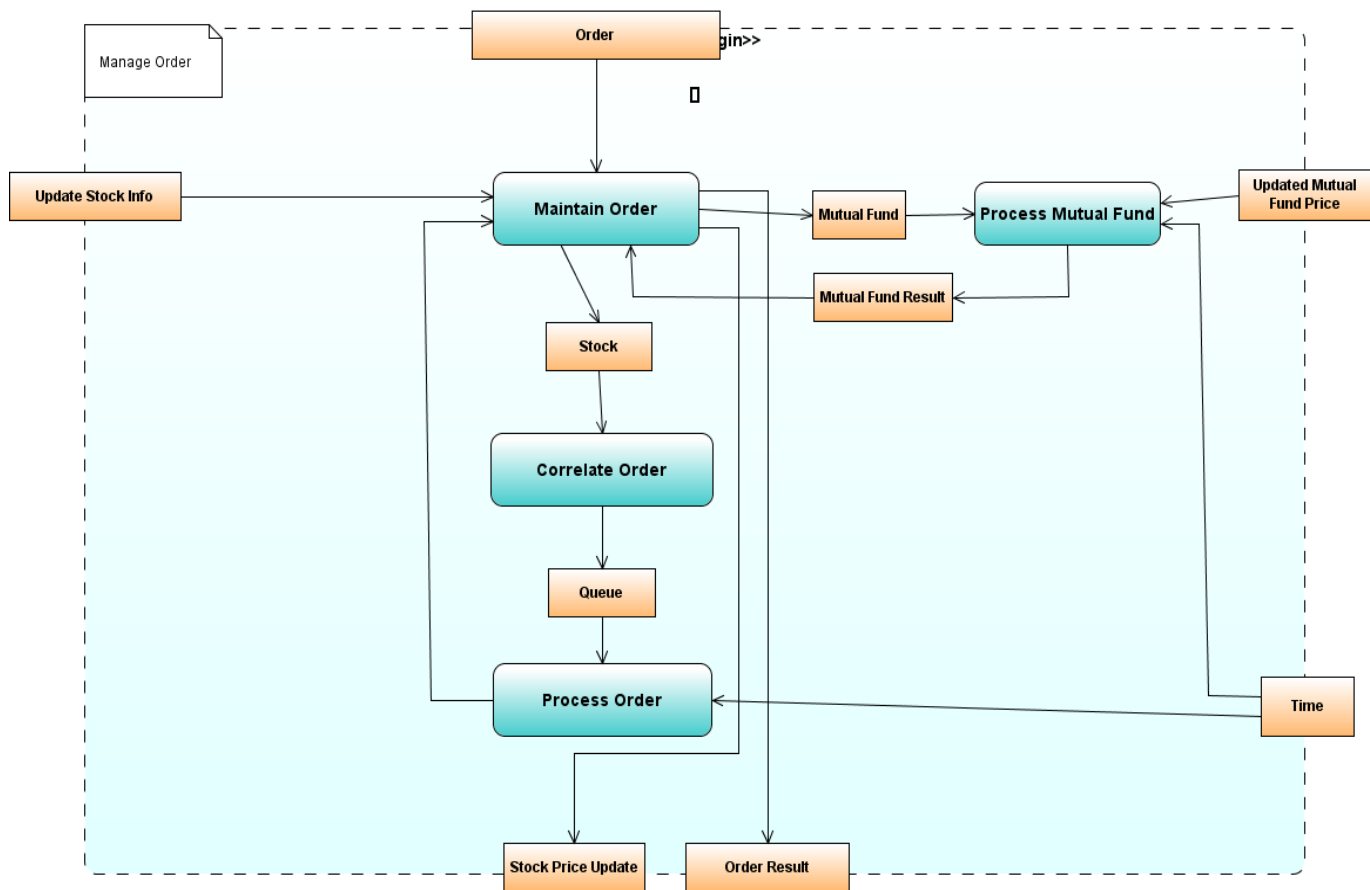 Order
gin>>
Manage Order
Update Stock Info
Maintain Order
Mutual Fund
Process Mutual Fund
Updated Mutual
Fund Price
Mutual Fund Result
Stock
Correlate Order
Queue
Process Order
Time
Stock Price Update
Order Result